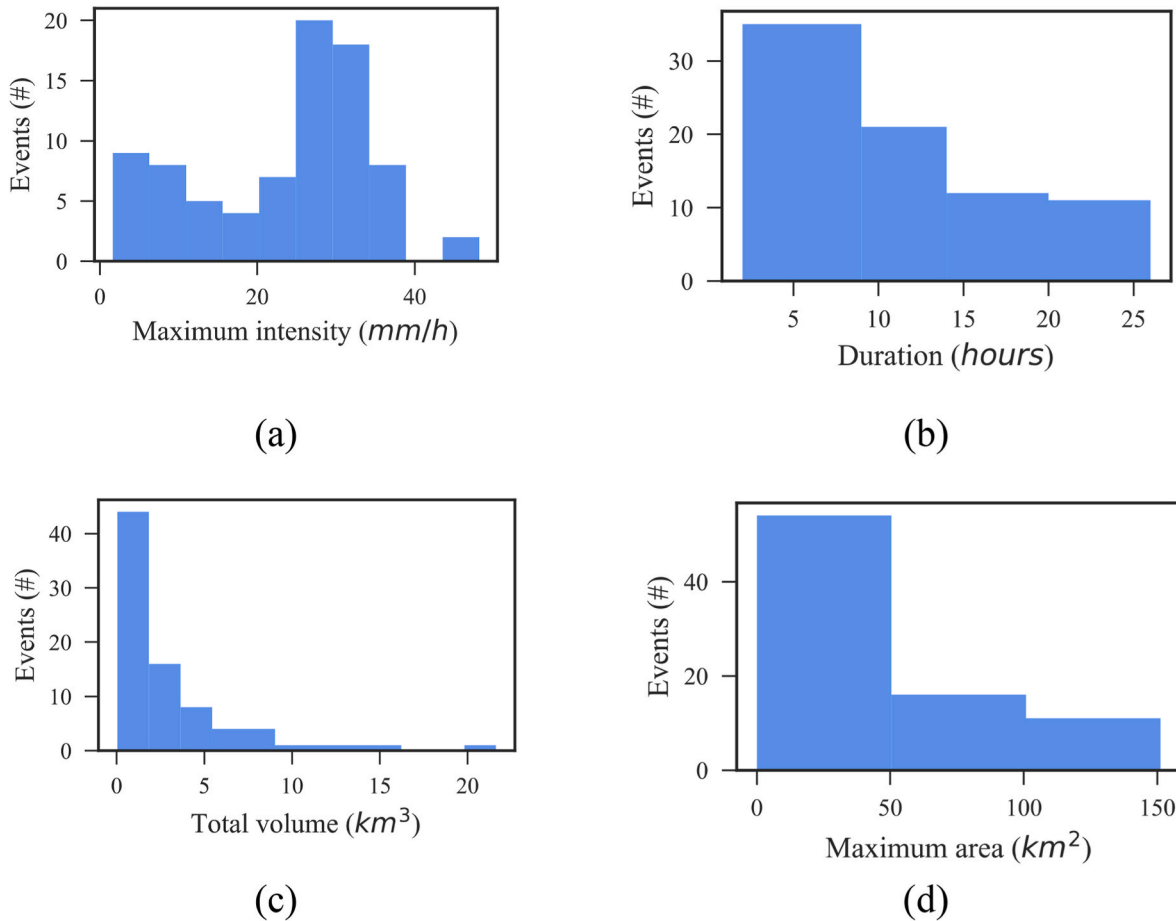 20
15
10
5
0
Events (#)
0 20 40
Maximum intensity (mm/h)
(a)
30
20
10
0
Events (#)
5 10 15 20 25
Duration (hours)
(b)
40
30
20
10
0
Events (#)
0 5 10 15 20
Total volume (km³)
(c)
40
20
0
Events (#)
0 50 100 150
Maximum area (km²)
(d)